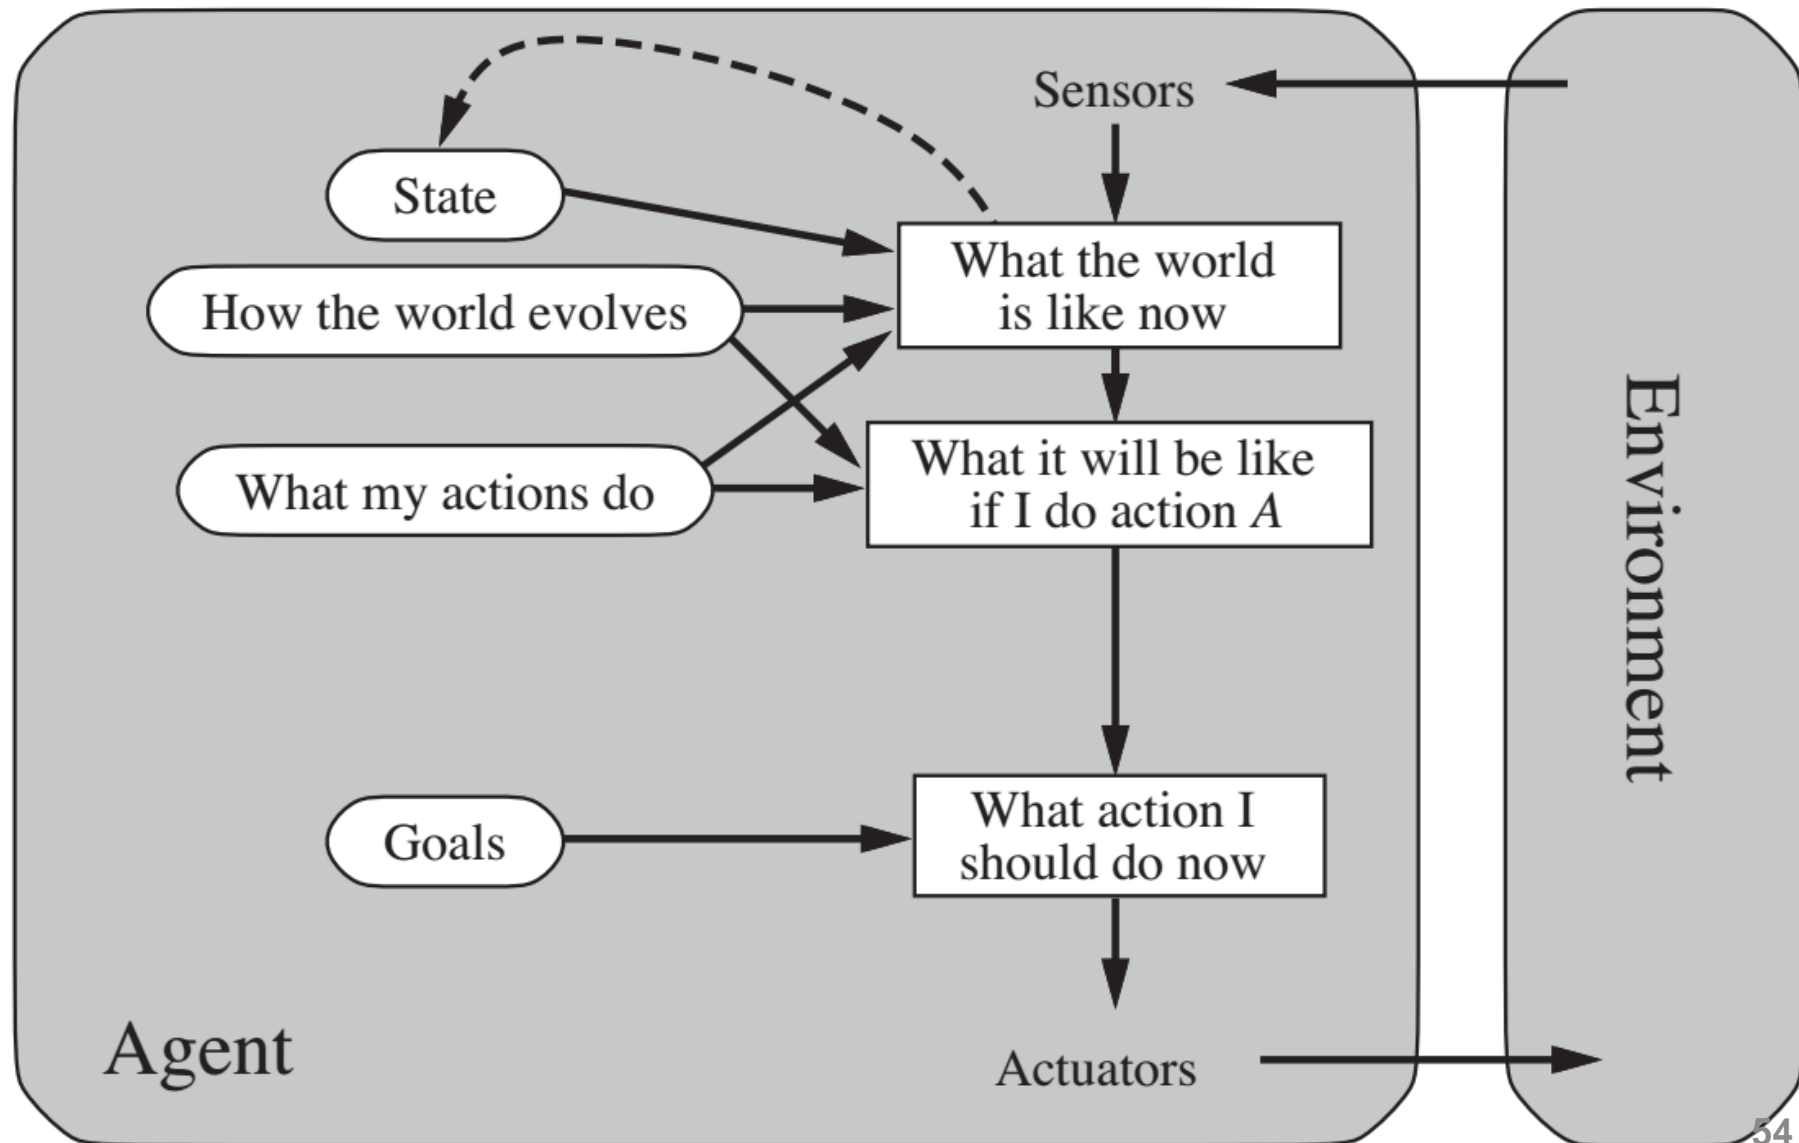 Sensors
State
What the world
is like now
How the world evolves
What my actions do
What it will be like
if I do action A
Goals
What action I
should do now
Agent
Actuators
Environment
54